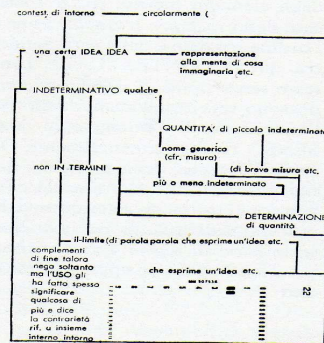 contest. di intorno circolarmente (
una certa IDEA IDEA
rappresentazione
alla mente di cosa
immaginaria etc.
INDETERMINATIVO qualche
QUANTITA' di piccolo indeterminato
nome generico
(cfr. misura)
non IN TERMINI
(di breve misura etc.
più o meno indeterminato
DETERMINAZIONE
di quantità
il-limite (di parola parola che esprime un'idea etc.
complementi
di fine talora
nega soltanto
ma l'USO gli
ha fatto spesso
significare
qualcosa di
più e dice
la contrarietà
rif. a insieme
interno intorno
che esprime un'idea etc.
22